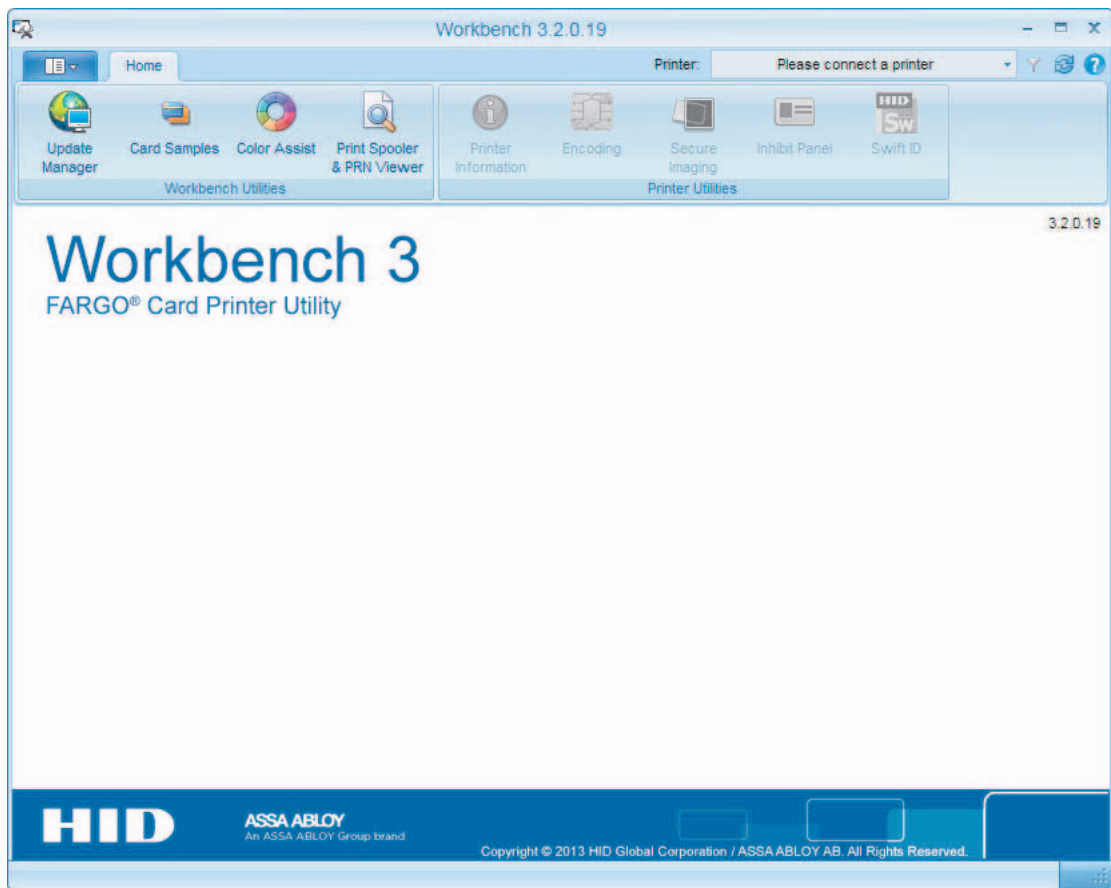 Workbench 3.2.0.19
Home
Printer: Please connect a printer
Update Manager
Card Samples
Color Assist
Print Spooler & PRN Viewer
Printer Information
Encoding
Secure Imaging
Inhibit Panel
HID Sw
Swift ID
Workbench Utilities
Printer Utilities
3.2.0.19
Workbench 3
FARGO® Card Printer Utility
HID
ASSA ABLOY
An ASSA ABLOY Group brand
Copyright © 2013 HID Global Corporation / ASSA ABLOY AB. All Rights Reserved.